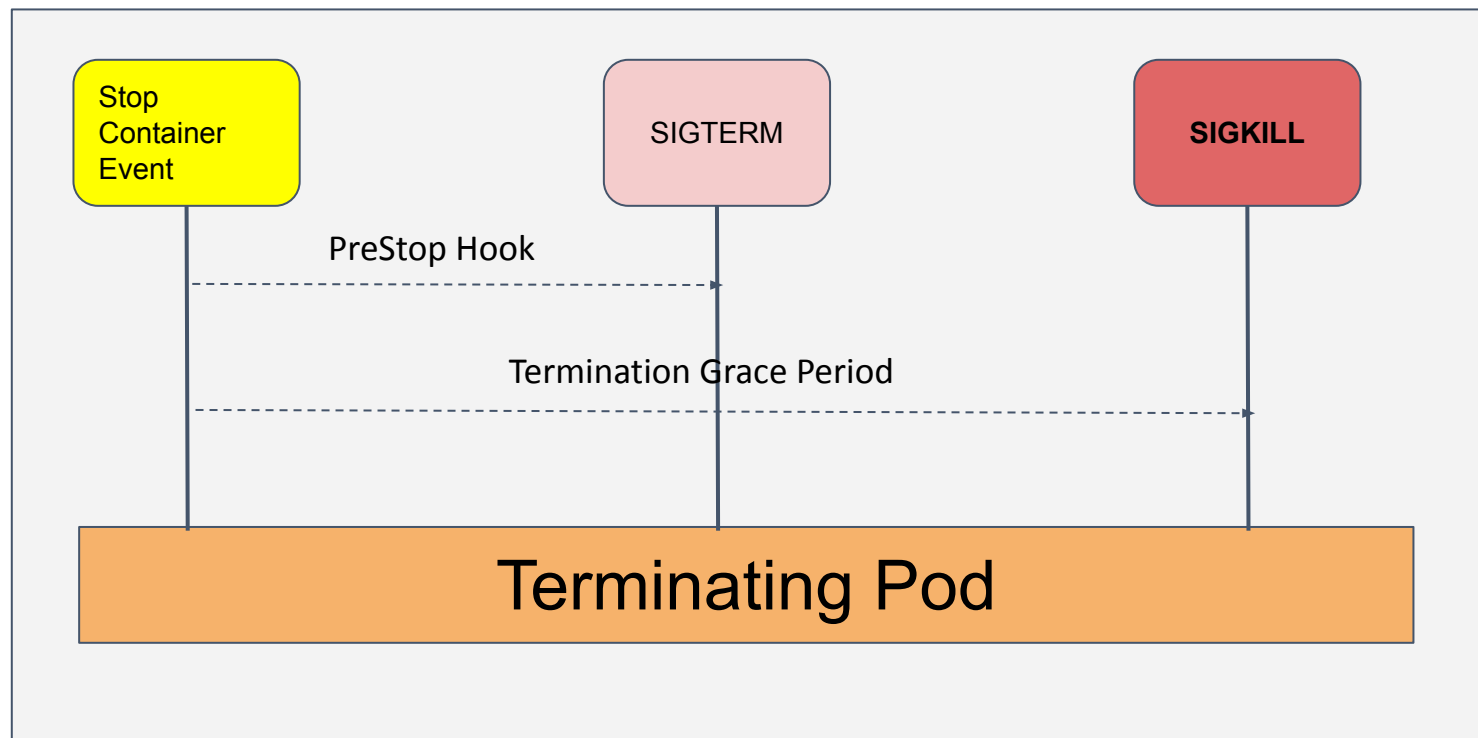 Stop
Container
Event
SIGTERM
SIGKILL
PreStop Hook
Termination Grace Period
Terminating Pod